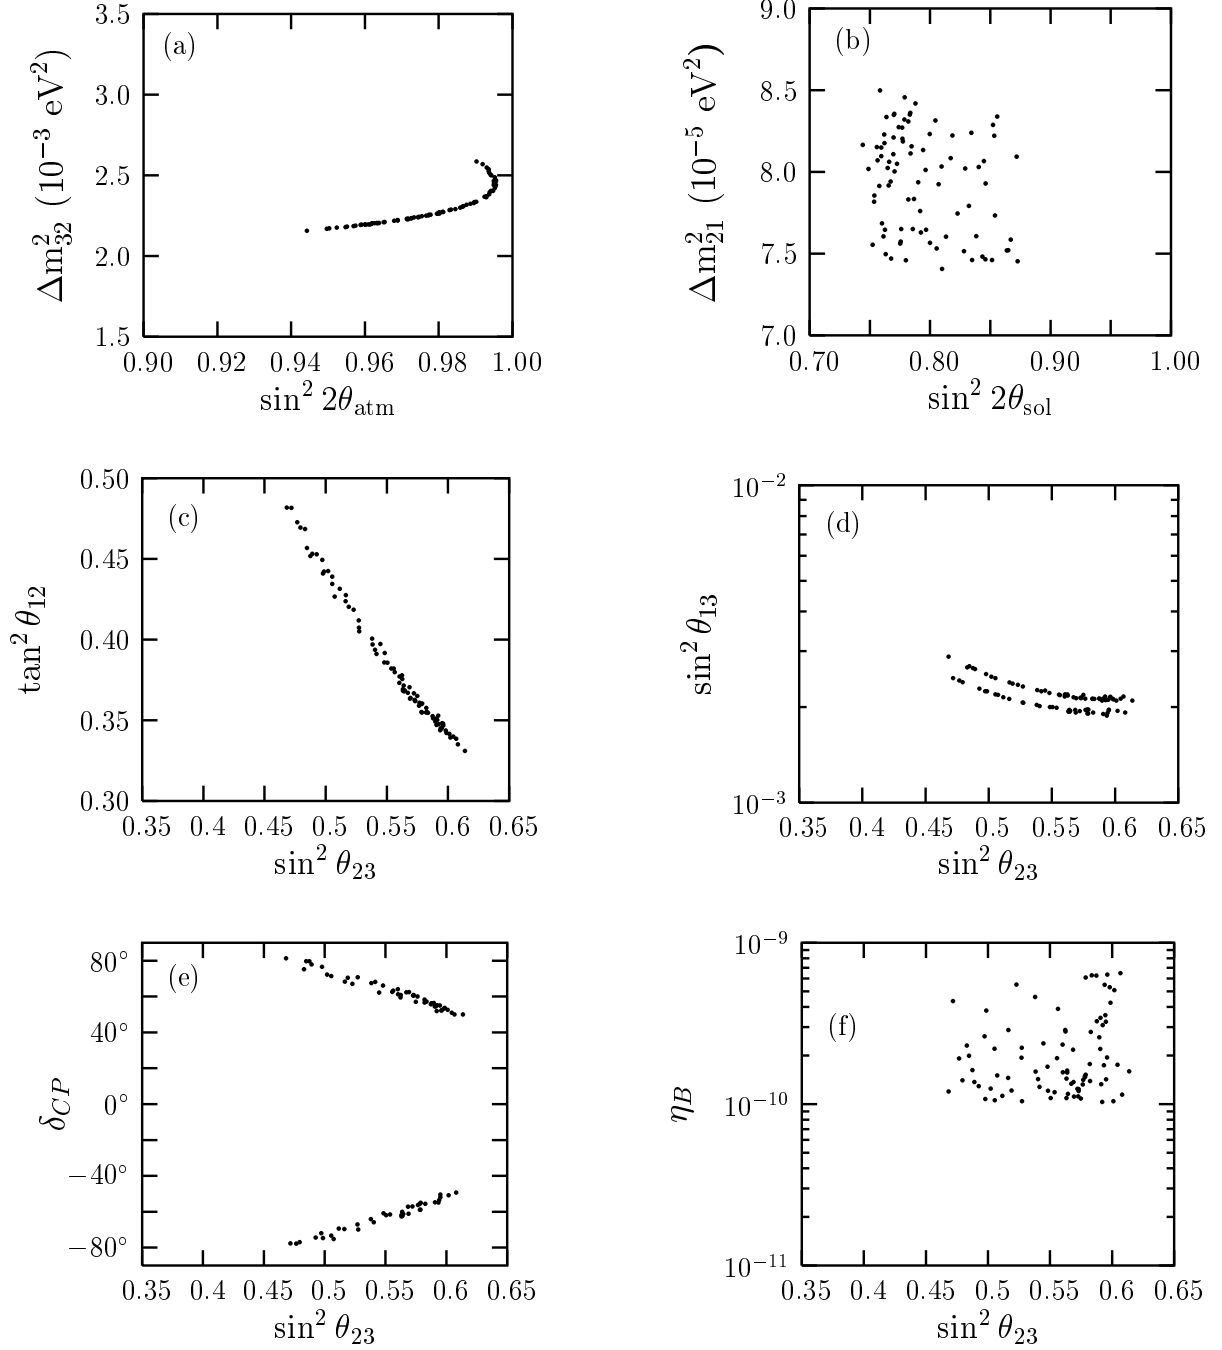 (a)
3.5
3.0
2.5
2.0
1.5
Δm²₃₂ (10⁻³ eV²)
0.90 0.92 0.94 0.96 0.98 1.00
sin² 2θ_atm
(b)
9.0
8.5
8.0
7.5
7.0
Δm²₂₁ (10⁻⁵ eV²)
0.70 0.80 0.90 1.00
sin² 2θ_sol
(c)
0.50
0.45
0.40
0.35
0.30
tan² θ₁₂
0.35 0.4 0.45 0.5 0.55 0.6 0.65
sin² θ₂₃
(d)
10⁻²
10⁻³
sin² θ₁₃
0.35 0.4 0.45 0.5 0.55 0.6 0.65
sin² θ₂₃
(e)
80°
40°
0°
−40°
−80°
δ_CP
0.35 0.4 0.45 0.5 0.55 0.6 0.65
sin² θ₂₃
(f)
10⁻⁹
10⁻¹⁰
10⁻¹¹
η_B
0.35 0.4 0.45 0.5 0.55 0.6 0.65
sin² θ₂₃